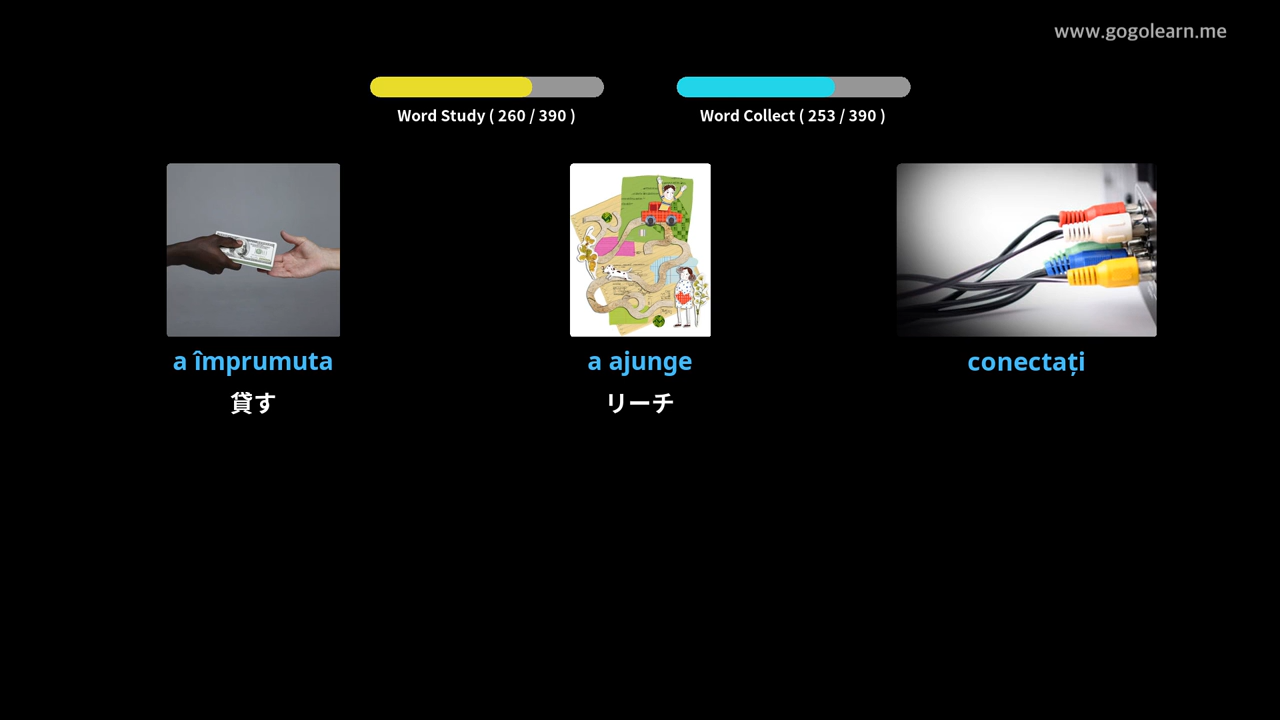 www.gogolearn.me
Word Study ( 260 / 390 )
Word Collect ( 253 / 390 )
a împrumuta
a ajunge
conectați
貸す
リーチ